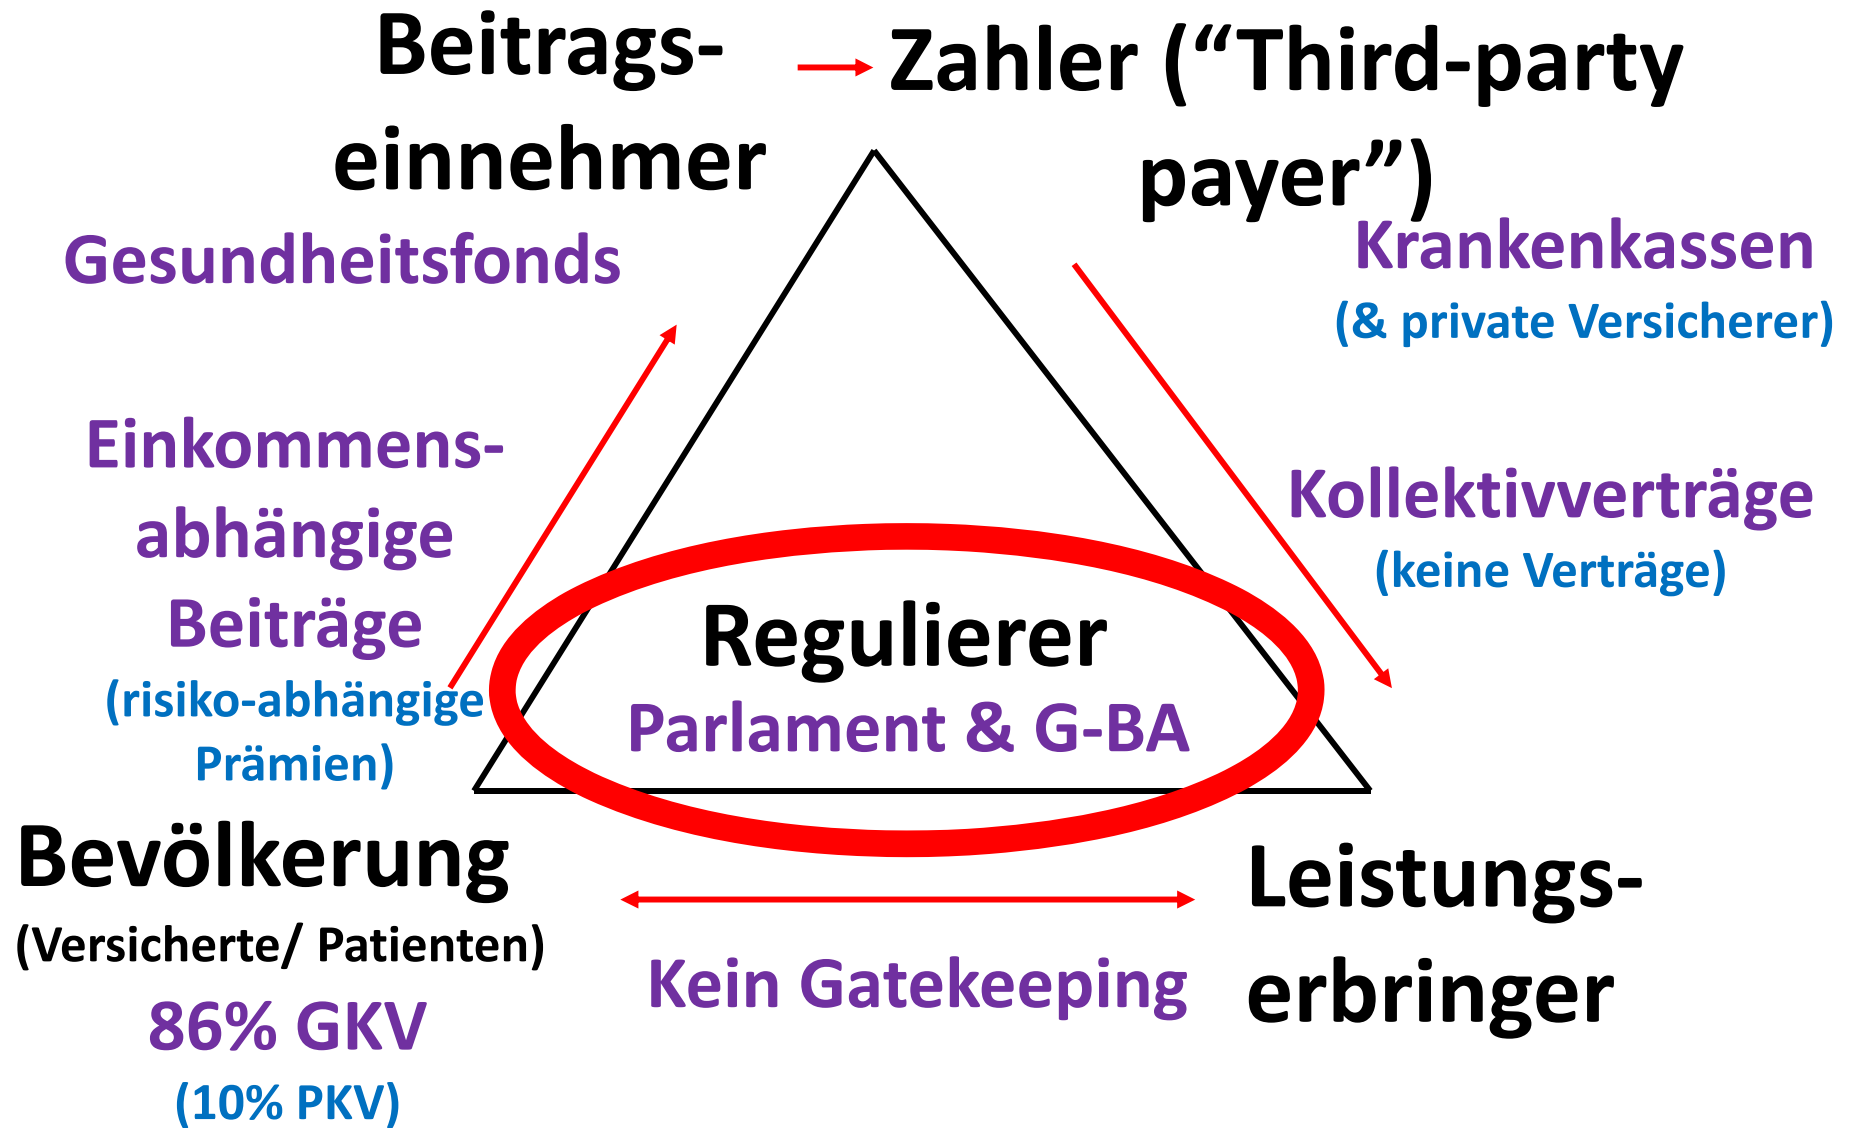 Beitrags-
einnehmer
Zahler (“Third-party
payer”)
Gesundheitsfonds
Krankenkassen
(& private Versicherer)
Einkommens-
abhängige
Beiträge
(risiko-abhängige
Prämien)
Kollektivverträge
(keine Verträge)
Regulierer
Parlament & G-BA
Bevölkerung
(Versicherte/ Patienten)
86% GKV
(10% PKV)
Kein Gatekeeping
Leistungs-
erbringer